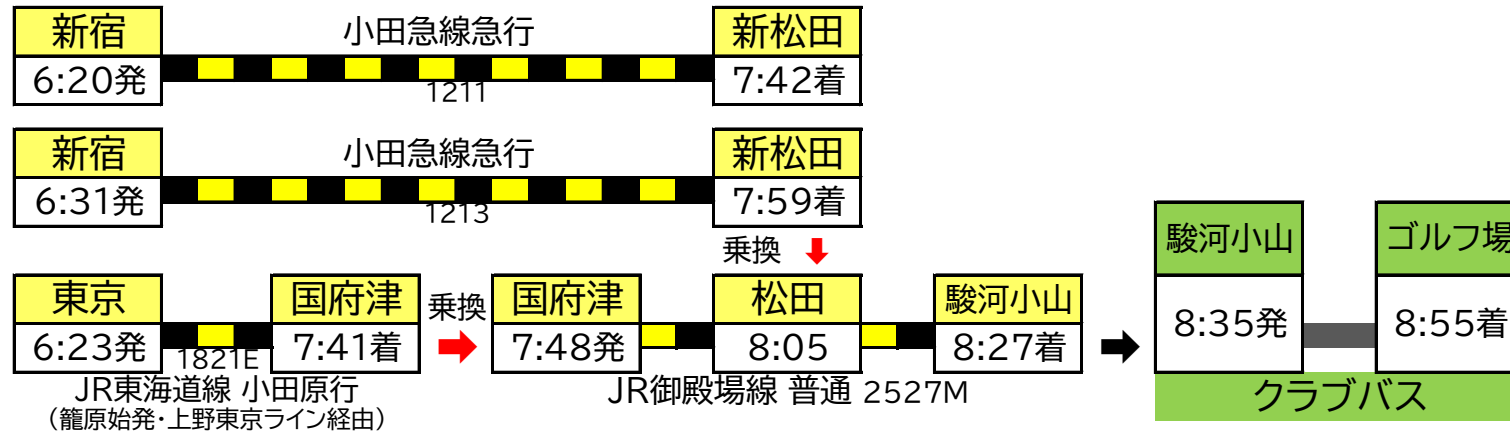 新宿 小田急線急行 新松田
6:20発 1211 7:42着
新宿 小田急線急行 新松田
6:31発 1213 7:59着
乗換
東京 国府津 乗換 国府津 松田 駿河小山
6:23発 1821E 7:41着 7:48発 8:05 8:27着
JR東海道線 小田原行
(籠原始発・上野東京ライン経由)
JR御殿場線 普通 2527M
駿河小山 ゴルフ場
8:35発 8:55着
クラブバス